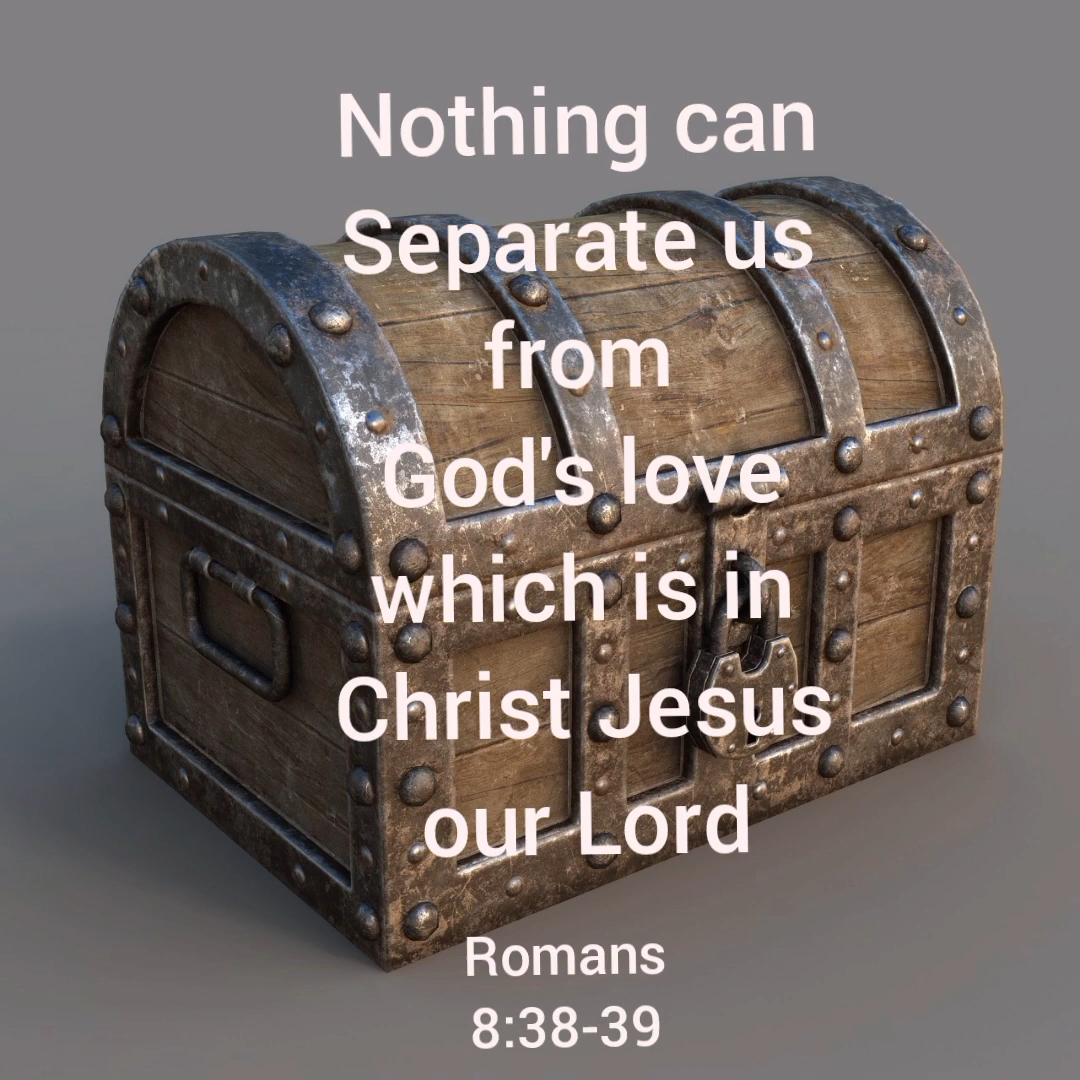 Nothing can
Separate us
from
God's love
which is in
Christ Jesus
our Lord
Romans
8:38-39